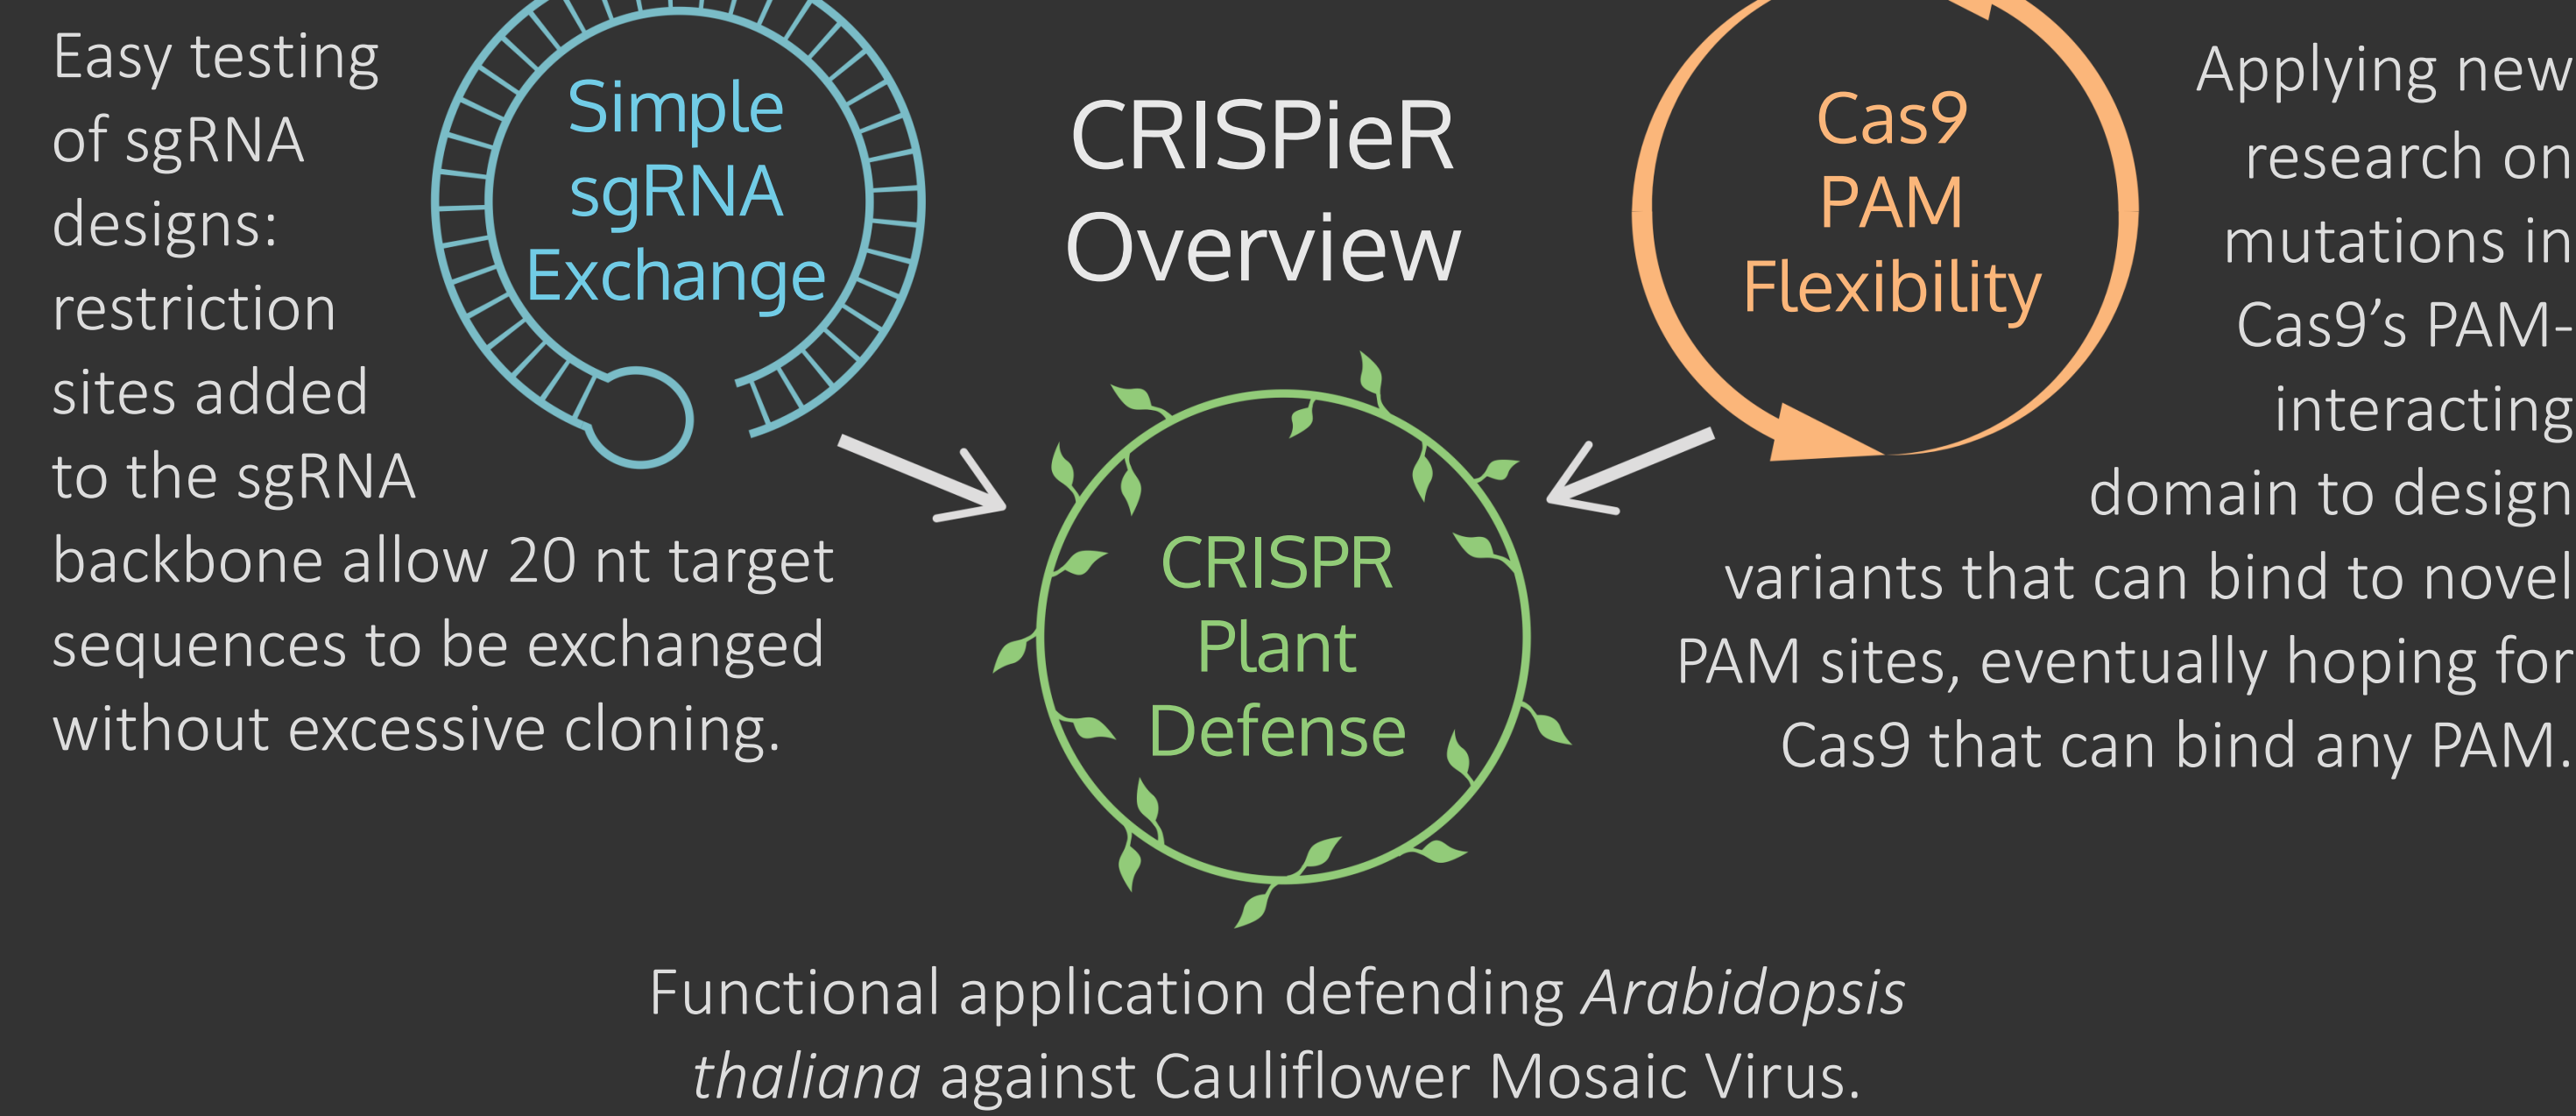 Easy testing
of sgRNA
designs:
restriction
sites added
to the sgRNA
backbone allow 20 nt target
sequences to be exchanged
without excessive cloning.
Simple
sgRNA
Exchange
CRISPieR
Overview
Cas9
PAM
Flexibility
Applying new
research on
mutations in
Cas9’s PAM-
interacting
domain to design
variants that can bind to novel
PAM sites, eventually hoping for
Cas9 that can bind any PAM.
CRISPR
Plant
Defense
Functional application defending Arabidopsis
thaliana against Cauliflower Mosaic Virus.